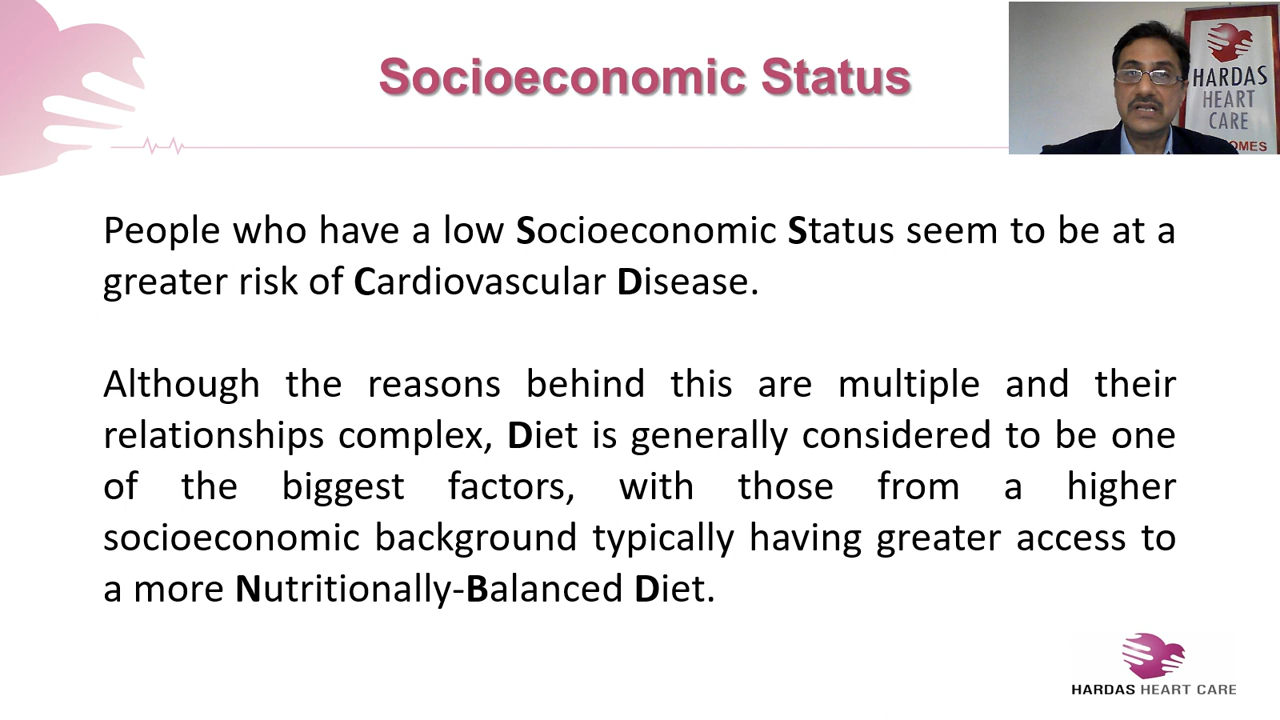 Socioeconomic Status
HARDAS
HEART
CARE
People who have a low Socioeconomic Status seem to be at a
greater risk of Cardiovascular Disease.
Although the reasons behind this are multiple and their
relationships complex, Diet is generally considered to be one
of the biggest factors, with those from a higher
socioeconomic background typically having greater access to
a more Nutritionally-Balanced Diet.
HARDAS HEART CARE